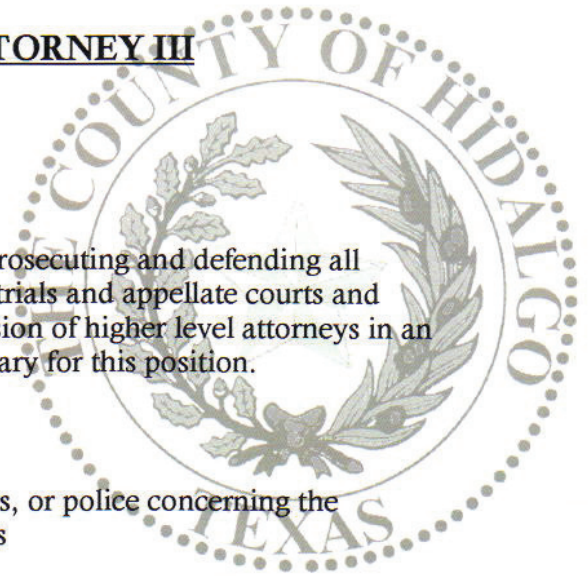 TORNEY III
THE COUNTY OF HIDALGO
rosecuting and defending all
trials and appellate courts and
sion of higher level attorneys in an
ary for this position.
s, or police concerning the
s
TEXAS